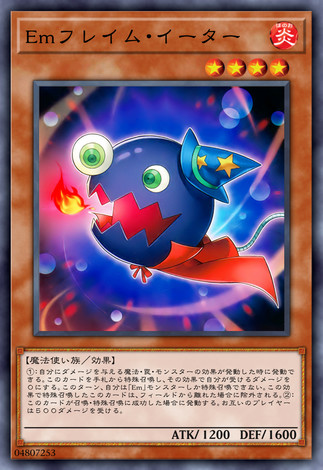 Emフレイム・イーター
ほのお
炎
【魔法使い族／効果】
①：自分にダメージを与える魔法・罠・モンスターの効果が発動した時に発動で
きる。このカードを手札から特殊召喚し、その効果で自分が受けるダメージを
０にする。このターン、自分は「Em」モンスターしか特殊召喚できない。この効
果で特殊召喚したこのカードは、フィールドから離れた場合に除外される。②：
このカードが召喚・特殊召喚に成功した場合に発動する。お互いのプレイヤー
は５００ダメージを受ける。
ATK/ 1200 DEF/1600
04807253